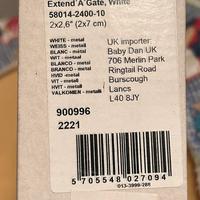 Extend'A'Gate, White
58014-2400-10
2x2,6" (2x7 cm)
WHITE - metal
WEISS - metall
BLANC - metal
WIT - metaal
BLANCO - metal
BRANCO - metal
HVID - metal
VIT - metall
HVIT - metall
VALKOINEN - metalli
UK importer:
Baby Dan UK
706 Merlin Park
Ringtail Road
Burscough
Lancs
L40 8JY
900996
2221
5 705548 027094
013-3999-286